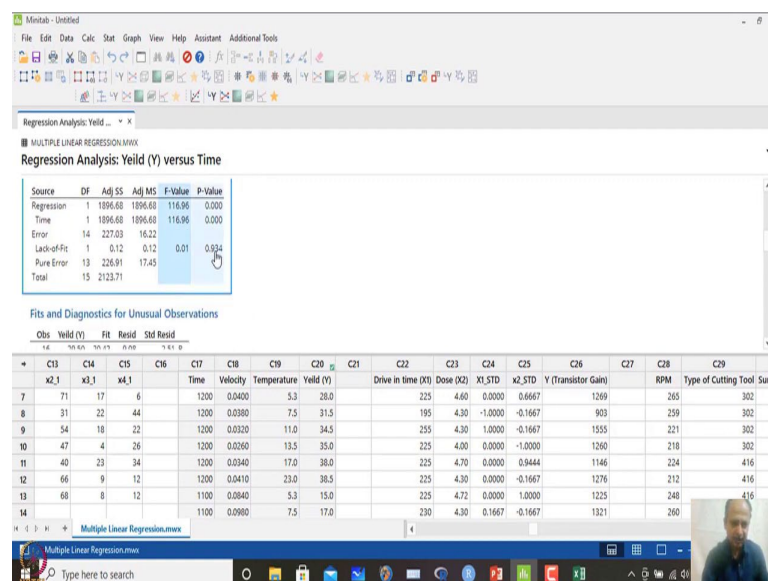 Minitab - Untitled
File Edit Data Calc Stat Graph View Help Assistant Additional Tools
Regression Analysis: Yeild ...
MULTIPLE LINEAR REGRESSION.MWX
Regression Analysis: Yeild (Y) versus Time
Source DF Adj SS Adj MS F-Value P-Value
Regression 1 1896.68 1896.68 116.96 0.000
Time 1 1896.68 1896.68 116.96 0.000
Error 14 227.03 16.22
Lack-of-Fit 1 0.12 0.12 0.01 0.934
Pure Error 13 226.91 17.45
Total 15 2123.71
Fits and Diagnostics for Unusual Observations
Obs Yeild (Y) Fit Resid Std Resid
C13 C14 C15 C16 C17 C18 C19 C20 C21 C22 C23 C24 C25 C26 C27 C28 C29
x2_1 x3_1 x4_1 Time Velocity Temperature Yeild (Y) Drive in time (X1) Dose (X2) X1_STD x2_STD Y (Transistor Gain) RPM Type of Cutting Tool Sur
7 71 17 6 1200 0.0400 5.3 28.0 225 4.60 0.0000 0.6667 1269 265 302
8 31 22 44 1200 0.0380 7.5 31.5 195 4.30 -1.0000 -0.1667 903 259 302
9 54 18 22 1200 0.0320 11.0 34.5 255 4.30 1.0000 -0.1667 1555 221 302
10 47 4 26 1200 0.0260 13.5 35.0 225 4.00 0.0000 -1.0000 1260 218 302
11 40 23 34 1200 0.0340 17.0 38.0 225 4.70 0.0000 0.9444 1146 224 416
12 66 9 12 1200 0.0410 23.0 38.5 225 4.30 0.0000 -0.1667 1276 212 416
13 68 8 12 1100 0.0840 5.3 15.0 225 4.72 0.0000 1.0000 1225 248 416
14 1100 0.0980 7.5 17.0 230 4.30 0.1667 -0.1667 1321 260
Multiple Linear Regression.mwx
Multiple Linear Regression.mwx
Type here to search